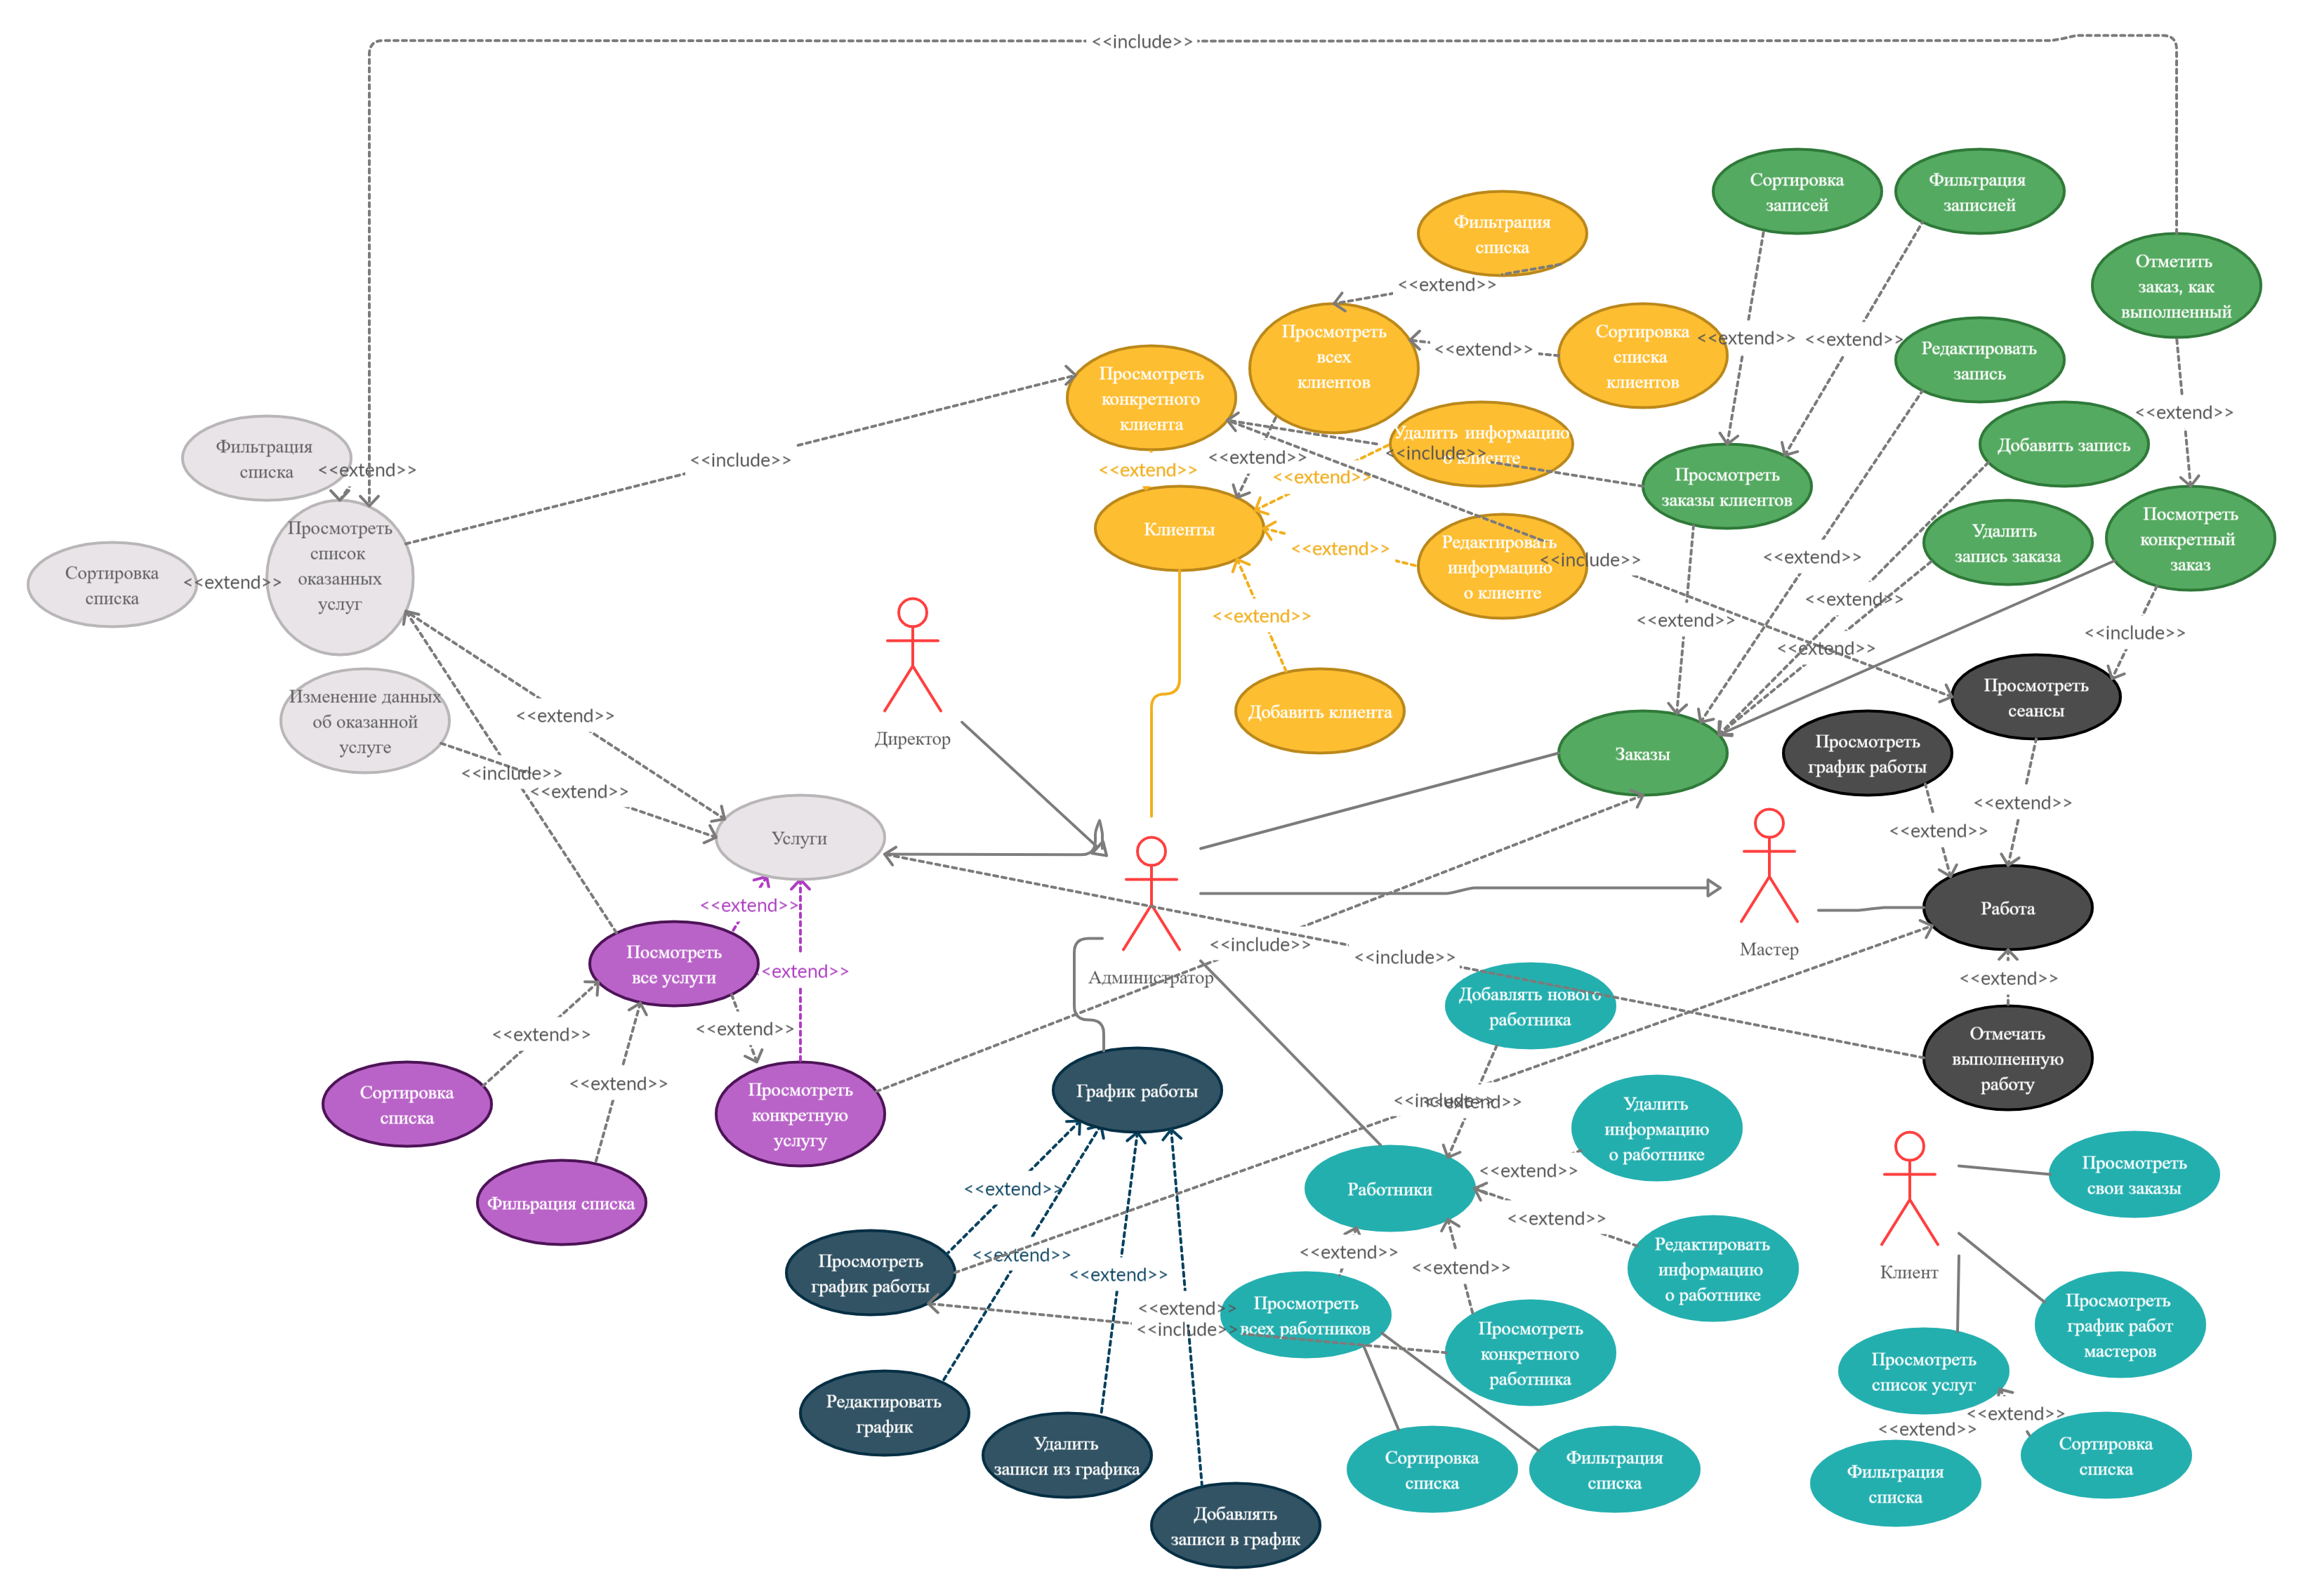 <<include>>
Сортировка
записей
Фильтрация
записией
Фильтрация
списка
Отметить
заказ, как
выполненный
<<extend>>
Просмотреть
всех
клиентов
<<extend>>
Сортировка
списка
клиентов
<<extend>>
<<extend>>
Редактировать
запись
Просмотреть
конкретного
клиента
<<extend>>
Добавить запись
Удалить информацию
о клиенте
<<include>>
Фильтрация
списка
<<extend>>
<<include>>
<<extend>>
<<extend>>
<<extend>>
Просмотреть
заказы клиентов
Просмотреть
список
оказанных
услуг
Клиенты
Удалить
запись заказа
Посмотреть
конкретный
заказ
Редактировать
информацию
о клиенте
<<extend>>
<<include>>
<<extend>>
Сортировка
списка
<<extend>>
<<extend>>
<<extend>>
<<extend>>
<<include>>
<<extend>>
Просмотреть
сеансы
Изменение данных
об оказанной
услуге
<<extend>>
Добавить клиента
Директор
Заказы
Просмотреть
график работы
<<include>>
<<extend>>
<<extend>>
<<extend>>
Услуги
<<extend>>
Работа
Посмотреть
все услуги
<<include>>
Мастер
<<include>>
<extend>>
Администратор
<<extend>>
Добавлять нового
работника
<<extend>>
<<extend>>
Отмечать
выполненную
работу
<<extend>>
Сортировка
списка
Просмотреть
конкретную
услугу
График работы
<<include>>
<<extend>>
Удалить
информацию
о работнике
<<extend>>
Просмотреть
свои заказы
Фильрация списка
<<extend>>
Работники
<<extend>>
<<extend>>
<<extend>>
<<extend>>
<<extend>>
Редактировать
информацию
о работнике
Клиент
Просмотреть
график работы
<<extend>>
<<include>>
Просмотреть
всех работников
Просмотреть
конкретного
работника
Просмотреть
график работ
мастеров
Просмотреть
список услуг
Редактировать
график
<<extend>>
<<extend>>
Удалить
записи из графика
Сортировка
списка
Фильтрация
списка
Фильтрация
списка
Сортировка
списка
Добавлять
записи в график